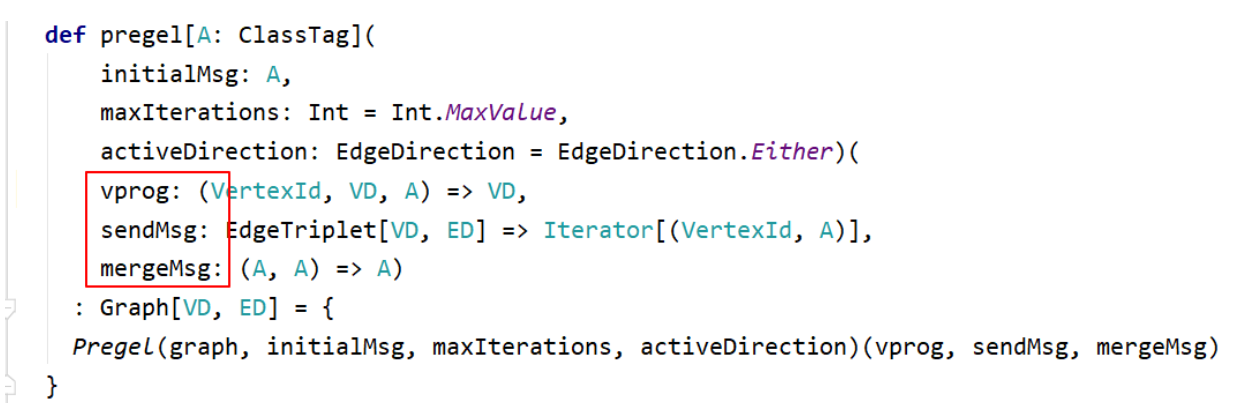 def pregel[A: ClassTag](
initialMsg: A,
maxIterations: Int = Int.MaxValue,
activeDirection: EdgeDirection = EdgeDirection.Either)(
vprog: (VertexId, VD, A) => VD,
sendMsg: EdgeTriplet[VD, ED] => Iterator[(VertexId, A)],
mergeMsg: (A, A) => A)
: Graph[VD, ED] = {
Pregel(graph, initialMsg, maxIterations, activeDirection)(vprog, sendMsg, mergeMsg)
}